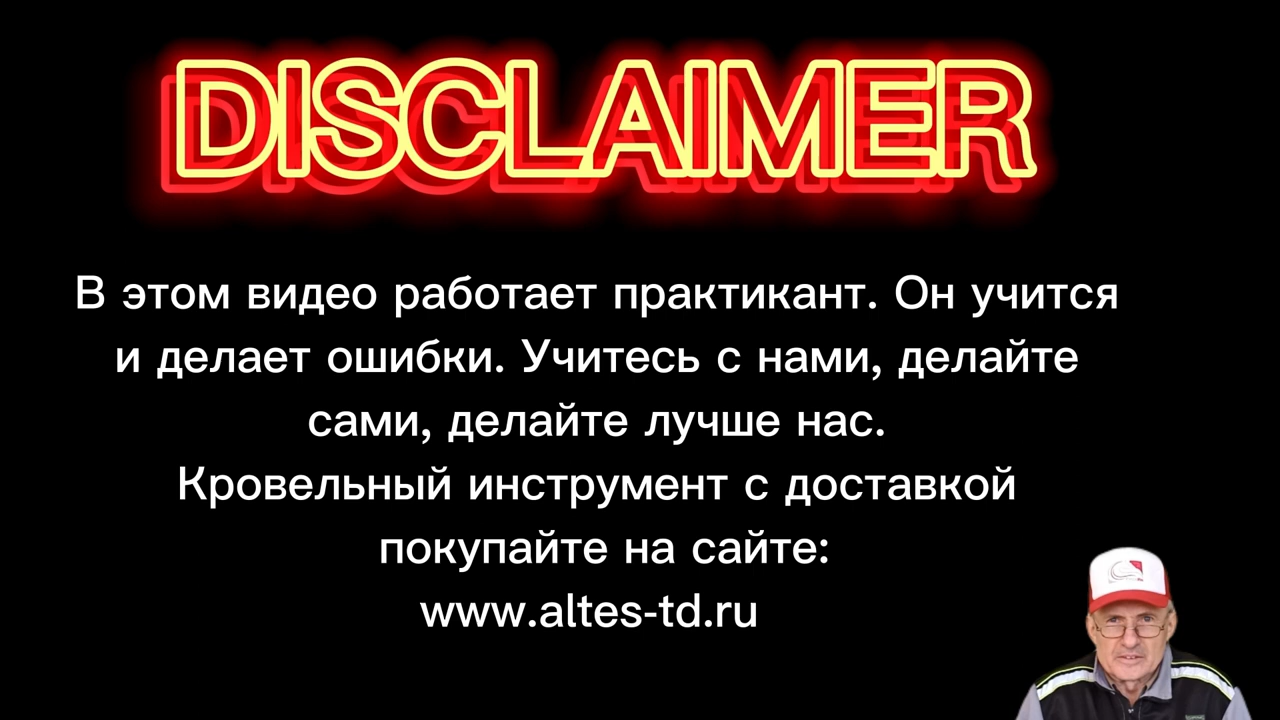 DISCLAIMER
В этом видео работает практикант. Он учится
и делает ошибки. Учитесь с нами, делайте
сами, делайте лучше нас.
Кровельный инструмент с доставкой
покупайте на сайте:
www.altes-td.ru